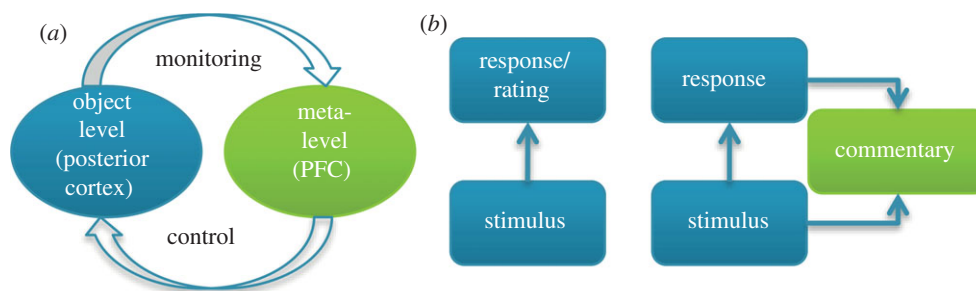 (a)
monitoring
object
level
(posterior
cortex)
meta-
level
(PFC)
control
(b)
response/
rating
stimulus
response
stimulus
commentary